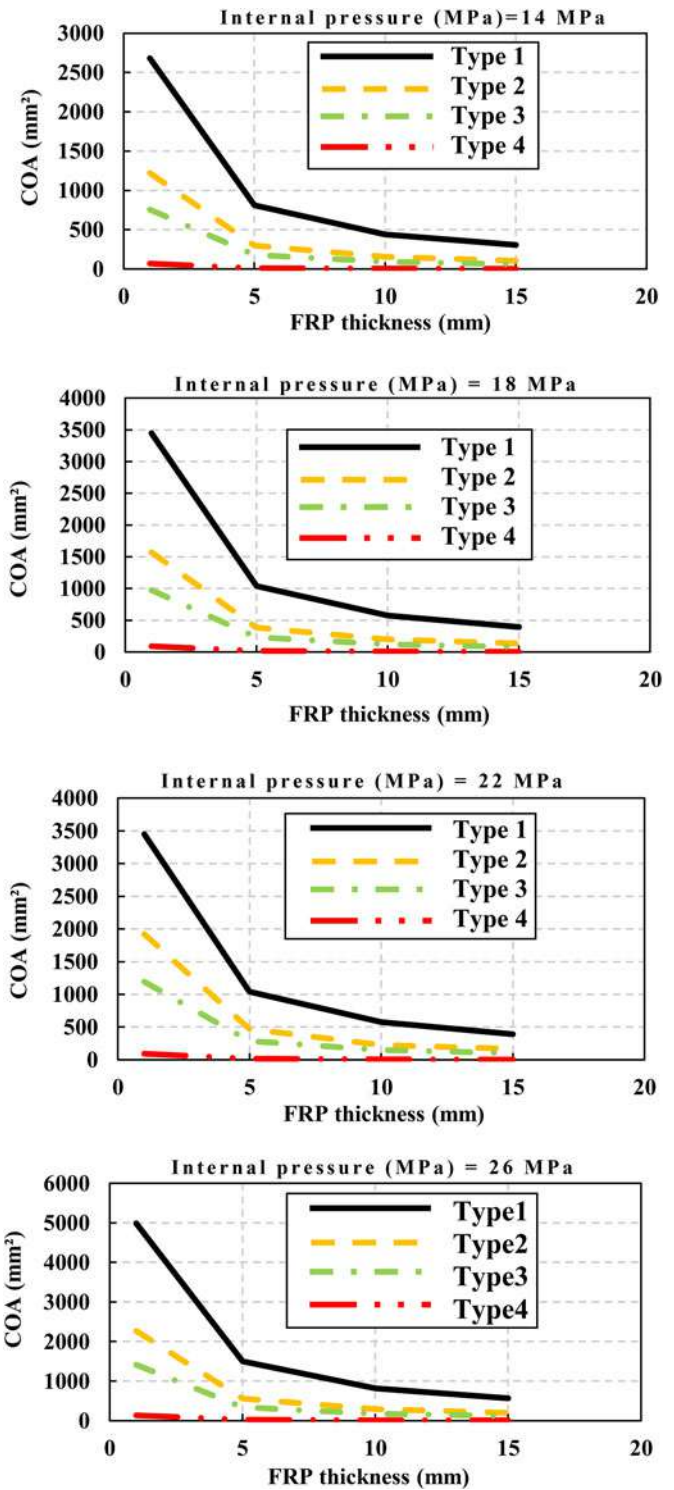 Internal pressure (MPa)=14 MPa
3000
2500
2000
1500
1000
500
0
COA (mm²)
Type 1
Type 2
Type 3
Type 4
0 5 10 15 20
FRP thickness (mm)
Internal pressure (MPa) = 18 MPa
4000
3500
3000
2500
2000
1500
1000
500
0
COA (mm²)
Type 1
Type 2
Type 3
Type 4
0 5 10 15 20
FRP thickness (mm)
Internal pressure (MPa) = 22 MPa
4000
3500
3000
2500
2000
1500
1000
500
0
COA (mm²)
Type 1
Type 2
Type 3
Type 4
0 5 10 15 20
FRP thickness (mm)
Internal pressure (MPa) = 26 MPa
6000
5000
4000
3000
2000
1000
0
COA (mm²)
Type1
Type2
Type3
Type4
0 5 10 15 20
FRP thickness (mm)